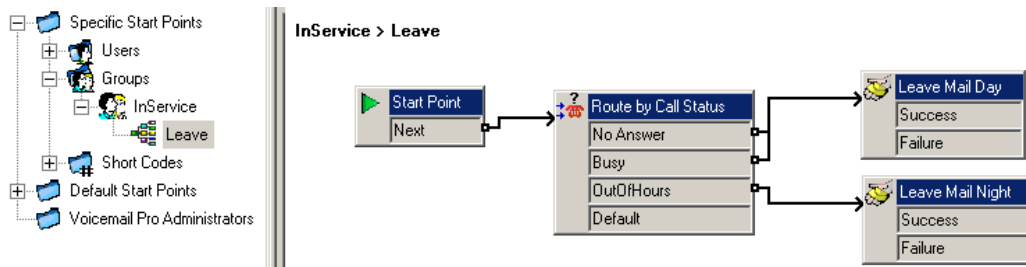 Specific Start Points
Users
Groups
InService
Leave
Short Codes
Default Start Points
Voicemail Pro Administrators
InService > Leave
Start Point
Next
Route by Call Status
No Answer
Busy
OutOfHours
Default
Leave Mail Day
Success
Failure
Leave Mail Night
Success
Failure